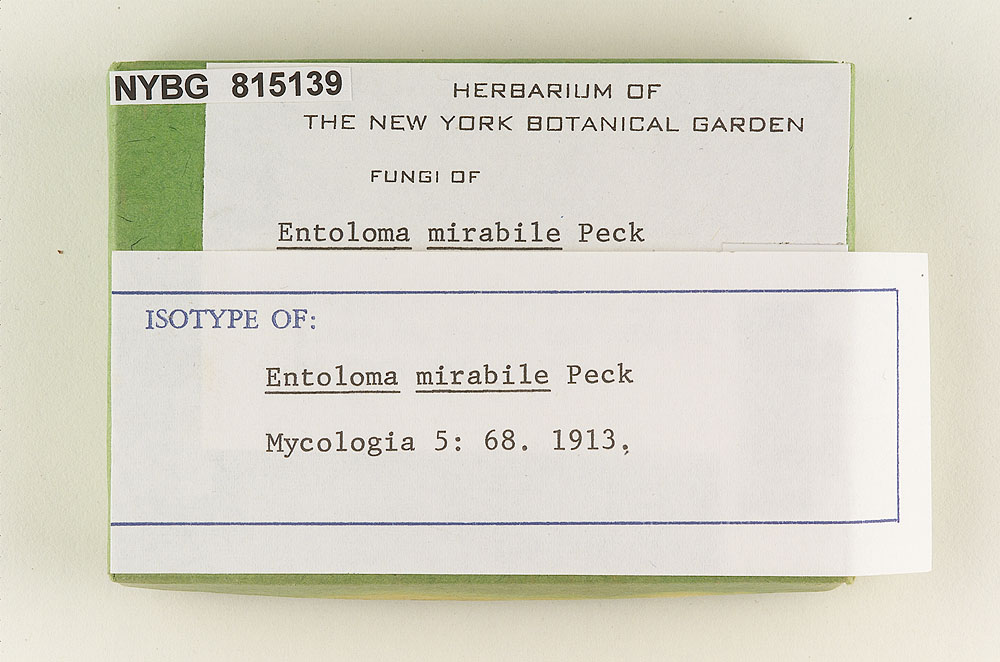 NYBG 815139
HERBARIUM OF
THE NEW YORK BOTANICAL GARDEN
FUNGI OF
Entoloma mirabile Peck
ISOTYPE OF:
Entoloma mirabile Peck
Mycologia 5: 68. 1913.